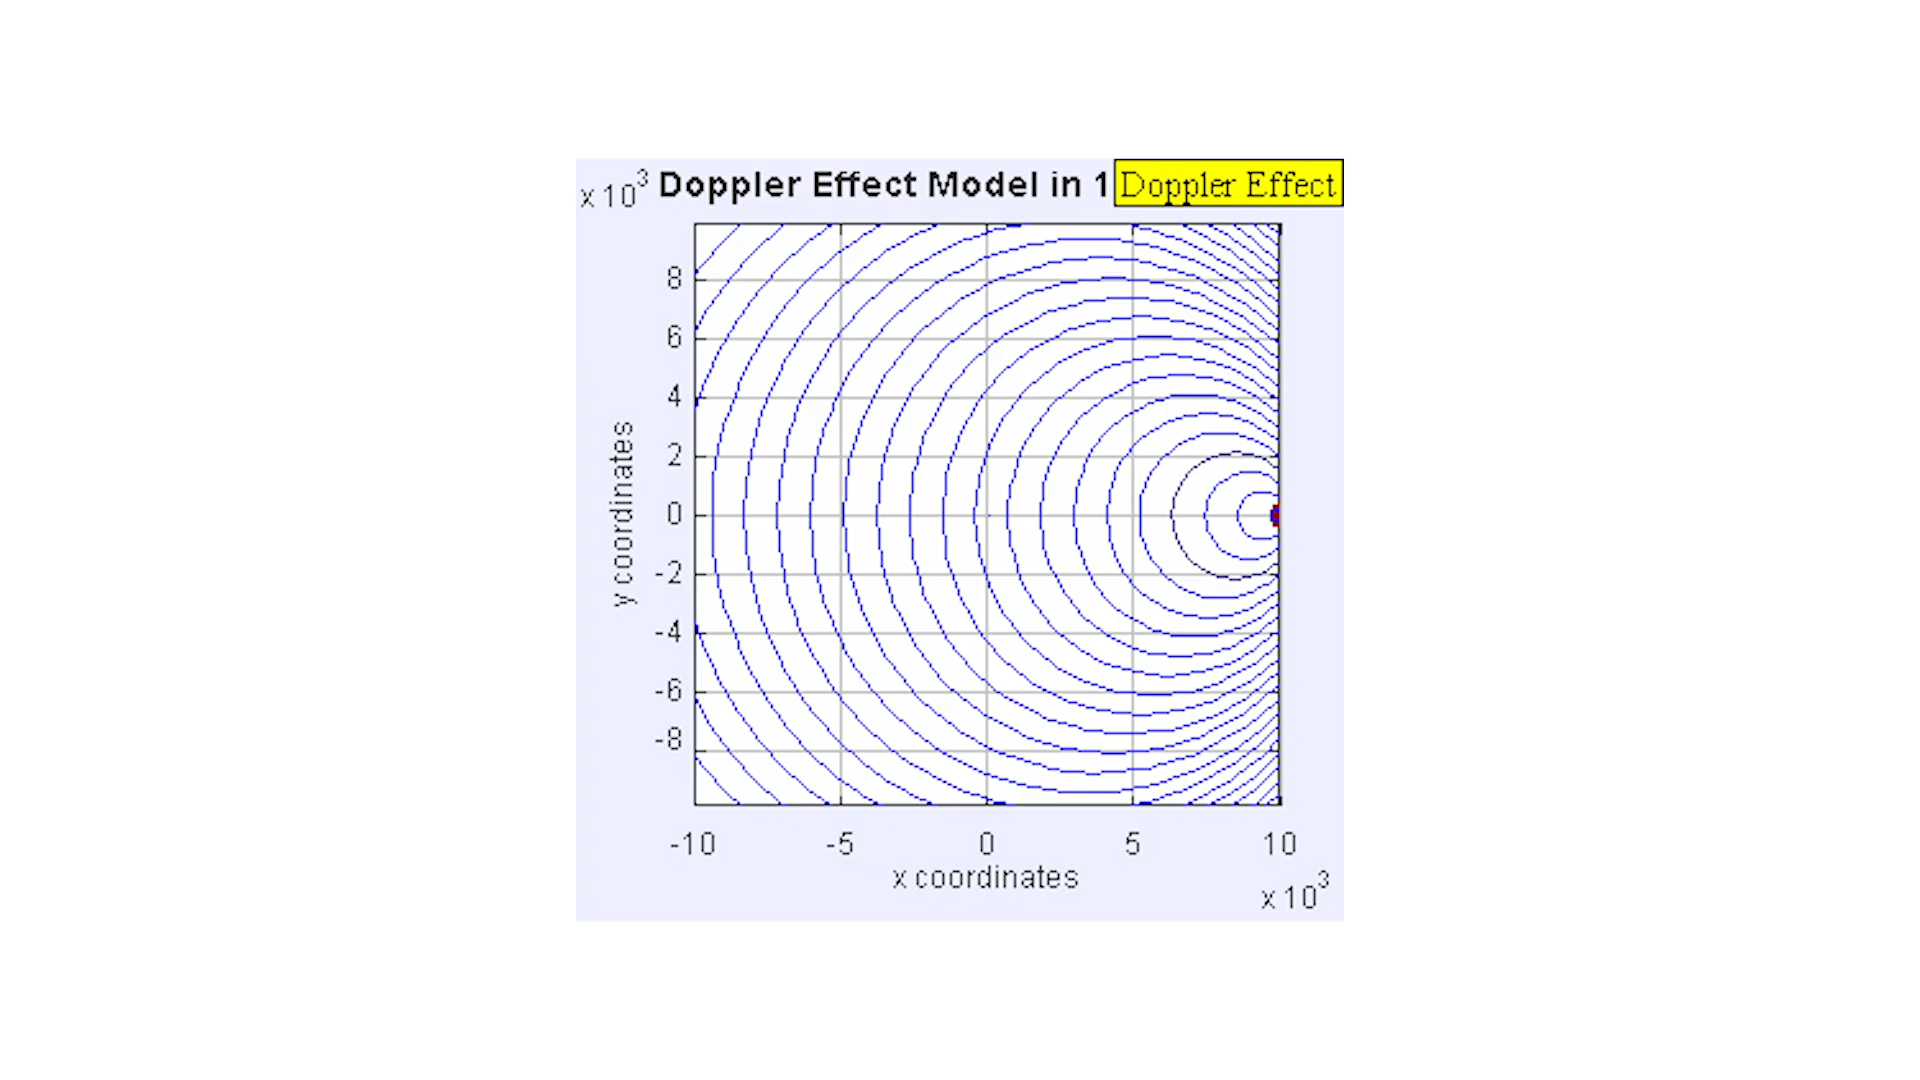 x 10³ Doppler Effect Model in 1 Doppler Effect
8
6
4
2
0
-2
-4
-6
-8
y coordinates
-10 -5 0 5 10
x coordinates
x 10³